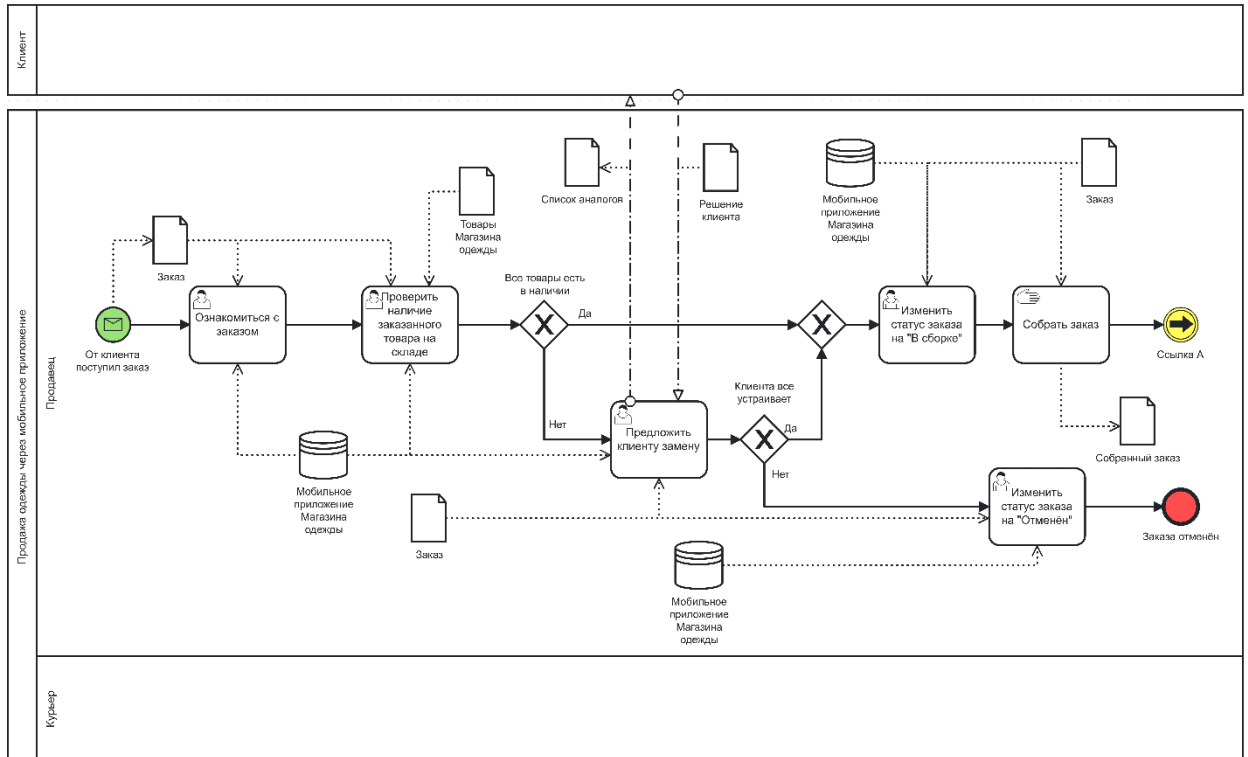 Клиент
Продажа одежды через мобильное приложение
Продавец
Курьер
От клиента
поступил заказ
Заказ
Ознакомиться с
заказом
Проверить
наличие
заказанного
товара на
складе
Товары
Магазина
одежды
Мобильное
приложение
Магазина
одежды
Все товары есть
в наличии
Да
Нет
Список аналогов
Решение
клиента
Предложить
клиенту замену
Заказ
Клиента все
устраивает
Да
Нет
Мобильное
приложение
Магазина
одежды
Мобильное
приложение
Магазина
одежды
Заказ
Изменить
статус заказа
на "В сборке"
Собрать заказ
Ссылка А
Собранный заказ
Изменить
статус заказа
на "Отменён"
Заказа отменён